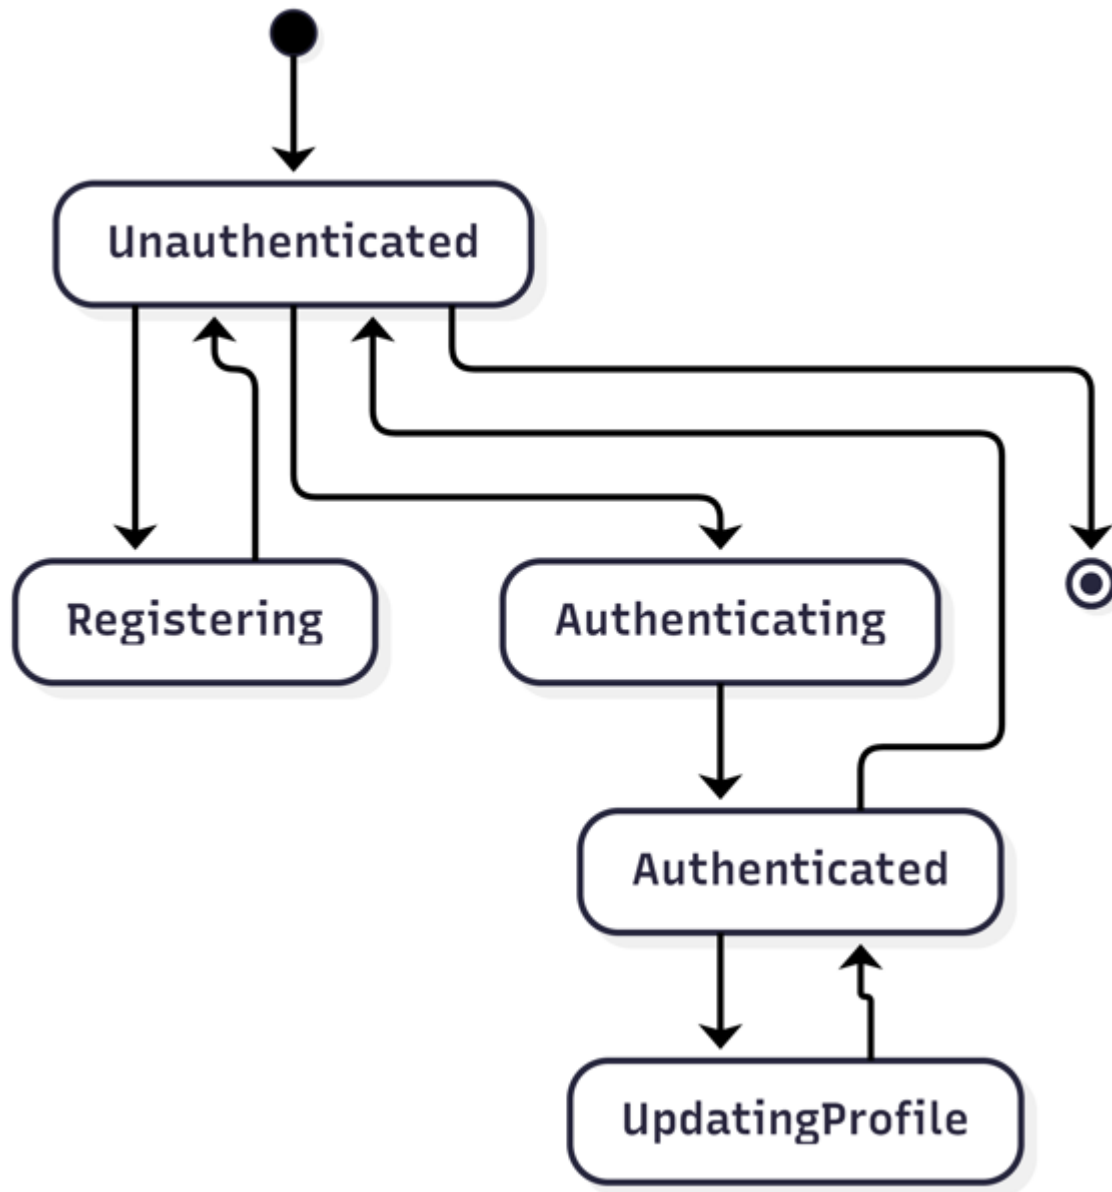 Unauthenticated
Registering
Authenticating
Authenticated
UpdatingProfile